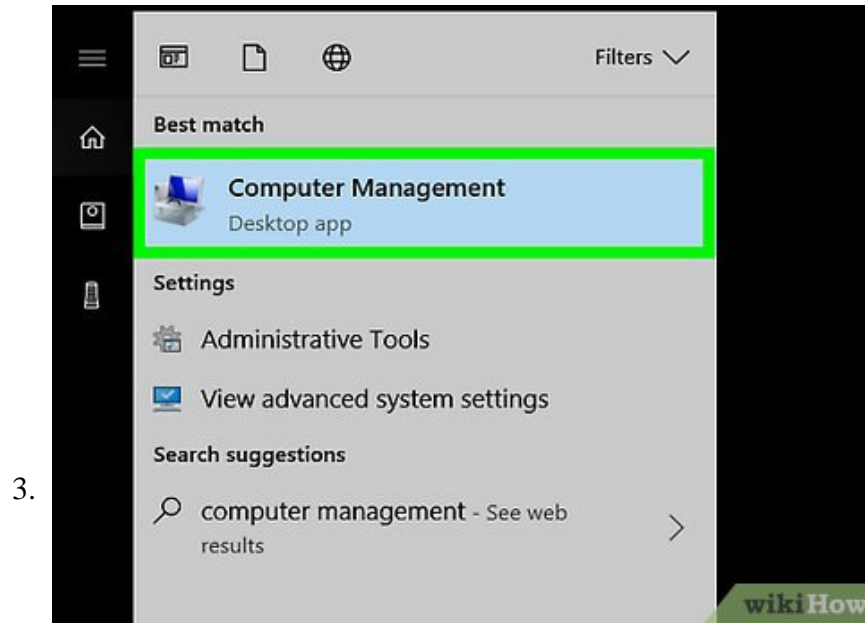 Filters
Best match
Computer Management
Desktop app
Settings
Administrative Tools
View advanced system settings
Search suggestions
3.
computer management - See web
results
wikiHow